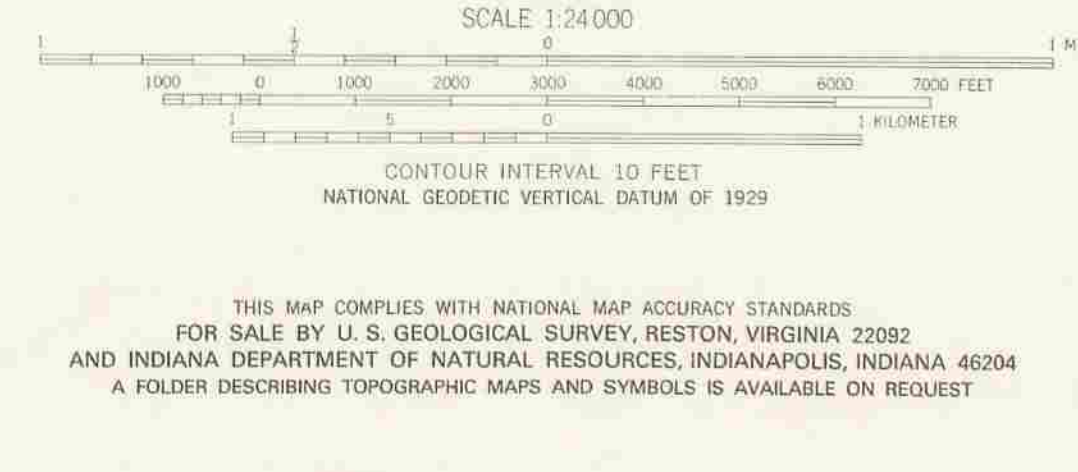 SCALE 1:24 000
1 1/2 0 1 M
1000 0 1000 2000 3000 4000 5000 6000 7000 FEET
1 5 0 1 KILOMETER
CONTOUR INTERVAL 10 FEET
NATIONAL GEODETIC VERTICAL DATUM OF 1929
THIS MAP COMPLIES WITH NATIONAL MAP ACCURACY STANDARDS
FOR SALE BY U. S. GEOLOGICAL SURVEY, RESTON, VIRGINIA 22092
AND INDIANA DEPARTMENT OF NATURAL RESOURCES, INDIANAPOLIS, INDIANA 46204
A FOLDER DESCRIBING TOPOGRAPHIC MAPS AND SYMBOLS IS AVAILABLE ON REQUEST